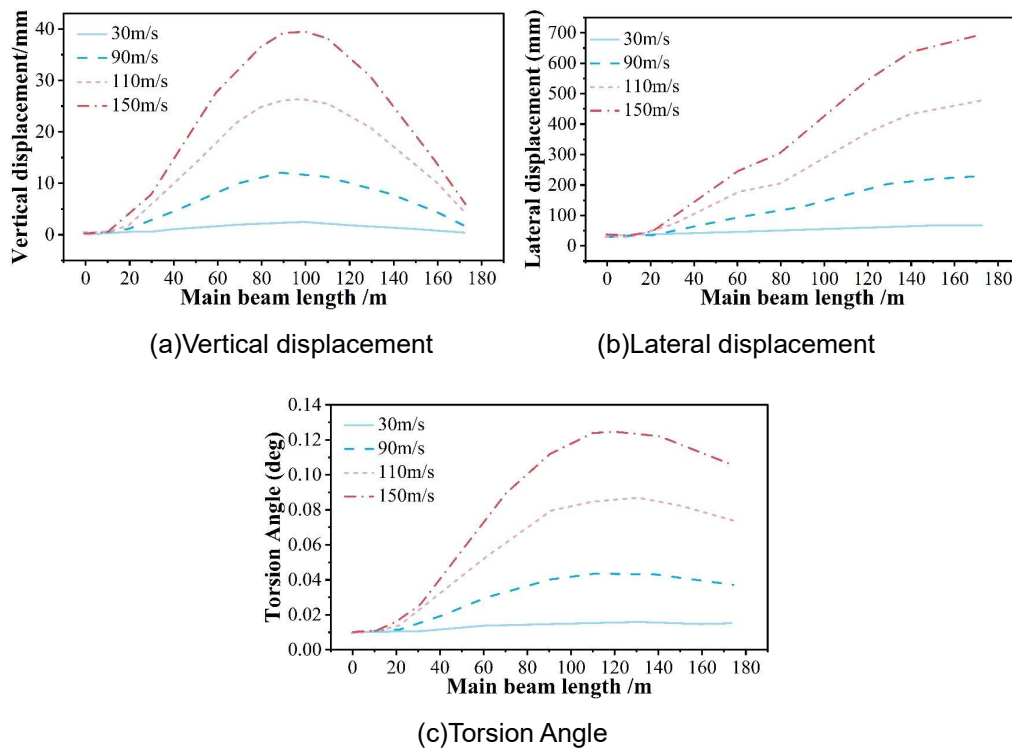 Vertical displacement/mm
40
30
20
10
0
30m/s
90m/s
110m/s
150m/s
0 20 40 60 80 100 120 140 160 180
Main beam length /m
(a)Vertical displacement
Lateral displacement (mm)
700
600
500
400
300
200
100
0
30m/s
90m/s
110m/s
150m/s
0 20 40 60 80 100 120 140 160 180
Main beam length /m
(b)Lateral displacement
Torsion Angle (deg)
0.14
0.12
0.10
0.08
0.06
0.04
0.02
0.00
30m/s
90m/s
110m/s
150m/s
0 20 40 60 80 100 120 140 160 180
Main beam length /m
(c)Torsion Angle